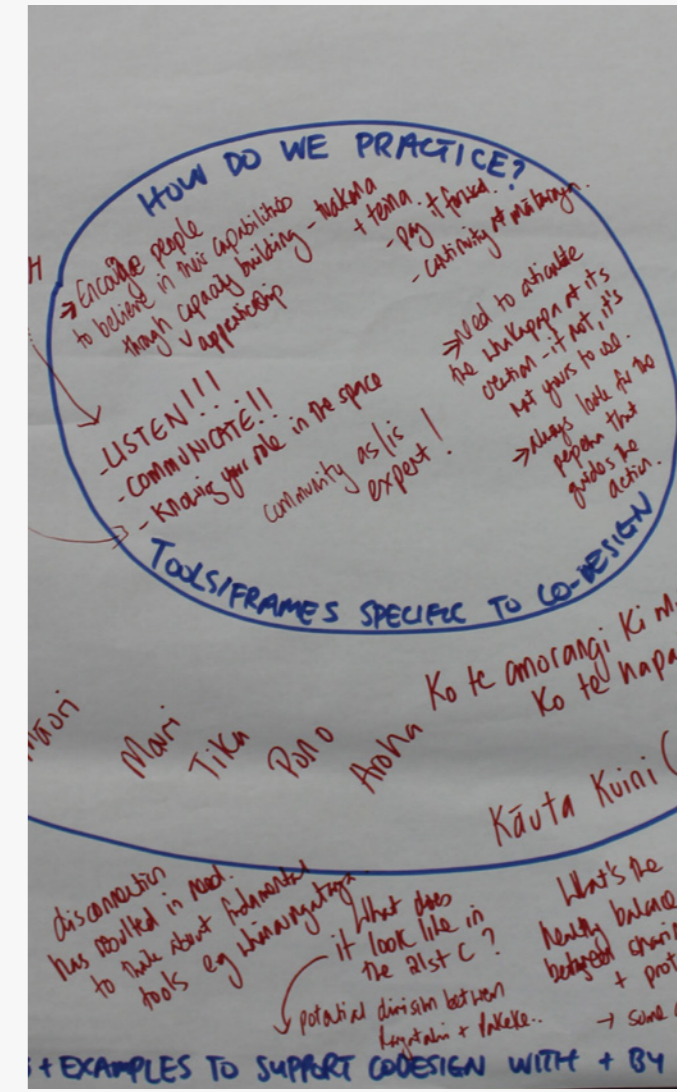 HOW DO WE PRACTICE?
H
→ Encourage people
to believe in their capabilities
through capacity building - tuakana
+ teina.
v apprenticeship
- pay it forward.
- continuity of
→ Need to articulate
the whakapapa at its
creation - if not, it's
not yours to use.
→ Always look for the
pepeha that
guides the
action.
- LISTEN!!!
- COMMUNICATE!!
- Knowing your role in the space
community as/is
expert!
TOOLS/FRAMES SPECIFIC TO CO-DESIGN
Ko te amorangi ki m
Ko te hapa
Mauri
Tika
Pono
Aroha
Kāuta Kuini (
disconnection
has resulted in need.
to think about fundamental
tools eg whanaungatanga.
What does
it look like in
the 21st C?
potential division between
Rangatahi + Pakeke..
What's the
healthy balance
between sharin
+ prot
→ some
+ EXAMPLES TO SUPPORT CODESIGN WITH + BY